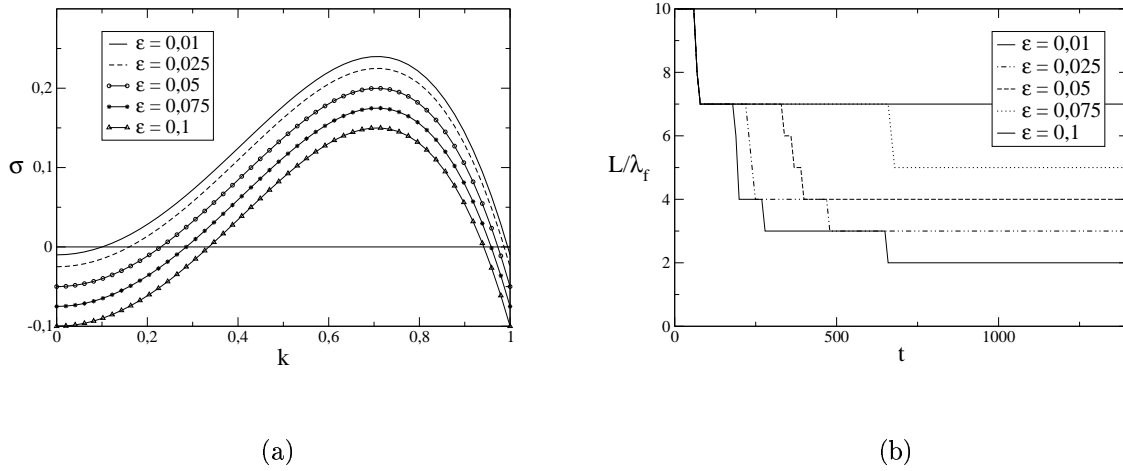 ε = 0,01
ε = 0,025
ε = 0,05
ε = 0,075
ε = 0,1
0,2
0,1
0
-0,1
σ
0 0,2 0,4 0,6 0,8 1
k
(a)
10
8
6
4
2
0
L/λf
ε = 0,01
ε = 0,025
ε = 0,05
ε = 0,075
ε = 0,1
0 500 1000
t
(b)